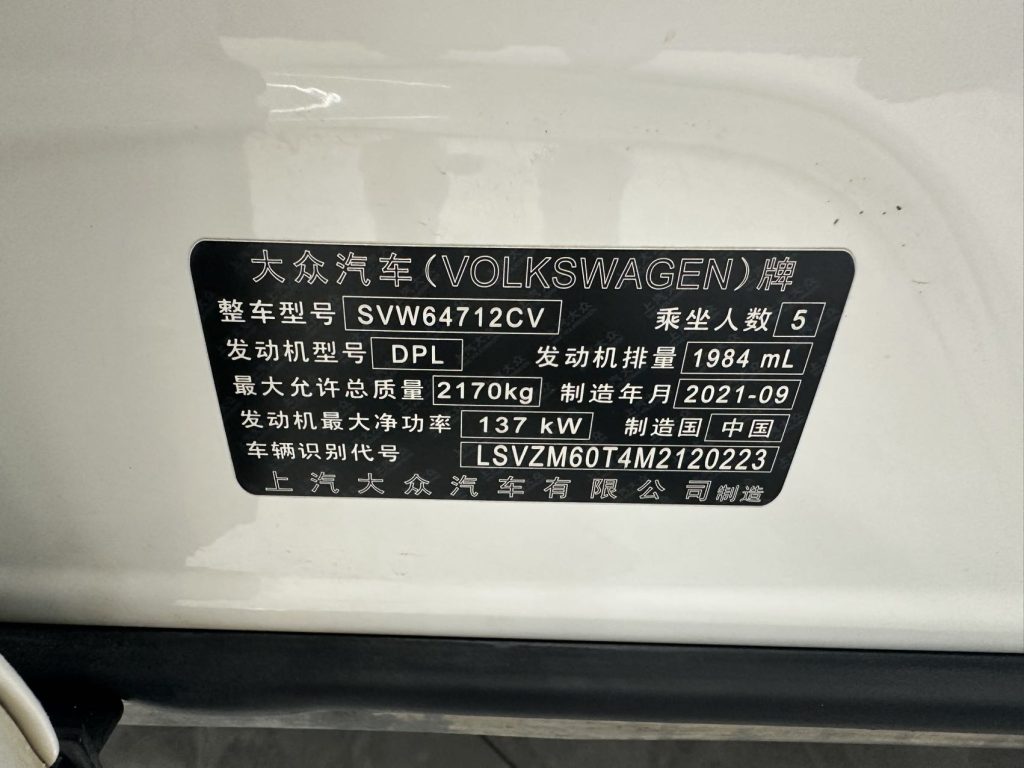 大众汽车(VOLKSWAGEN)牌
整车型号 SVW64712CV 乘坐人数 5
发动机型号 DPL 发动机排量 1984 mL
最大允许总质量 2170kg 制造年月 2021-09
发动机最大净功率 137 kW 制造国 中国
车辆识别代号 LSVZM60T4M2120223
上汽大众汽车有限公司制造